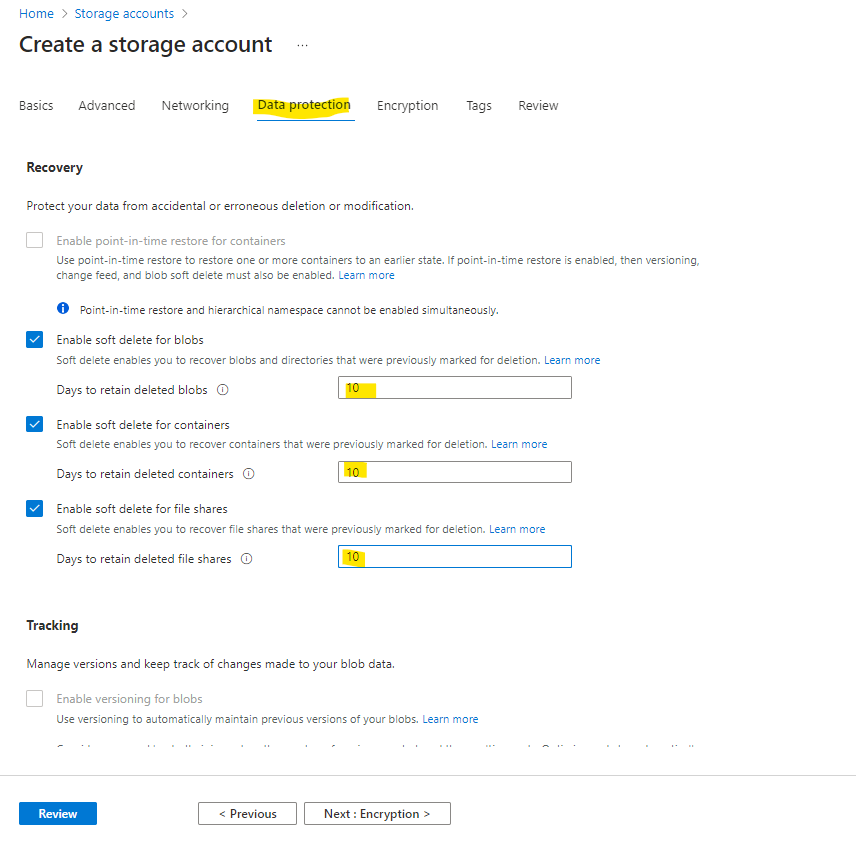 Home > Storage accounts >
Create a storage account ...
Basics Advanced Networking Data protection Encryption Tags Review
Recovery
Protect your data from accidental or erroneous deletion or modification.
Enable point-in-time restore for containers
Use point-in-time restore to restore one or more containers to an earlier state. If point-in-time restore is enabled, then versioning,
change feed, and blob soft delete must also be enabled. Learn more
Point-in-time restore and hierarchical namespace cannot be enabled simultaneously.
Enable soft delete for blobs
Soft delete enables you to recover blobs and directories that were previously marked for deletion. Learn more
Days to retain deleted blobs 10
Enable soft delete for containers
Soft delete enables you to recover containers that were previously marked for deletion. Learn more
Days to retain deleted containers 10
Enable soft delete for file shares
Soft delete enables you to recover file shares that were previously marked for deletion. Learn more
Days to retain deleted file shares 10
Tracking
Manage versions and keep track of changes made to your blob data.
Enable versioning for blobs
Use versioning to automatically maintain previous versions of your blobs. Learn more
Review < Previous Next : Encryption >